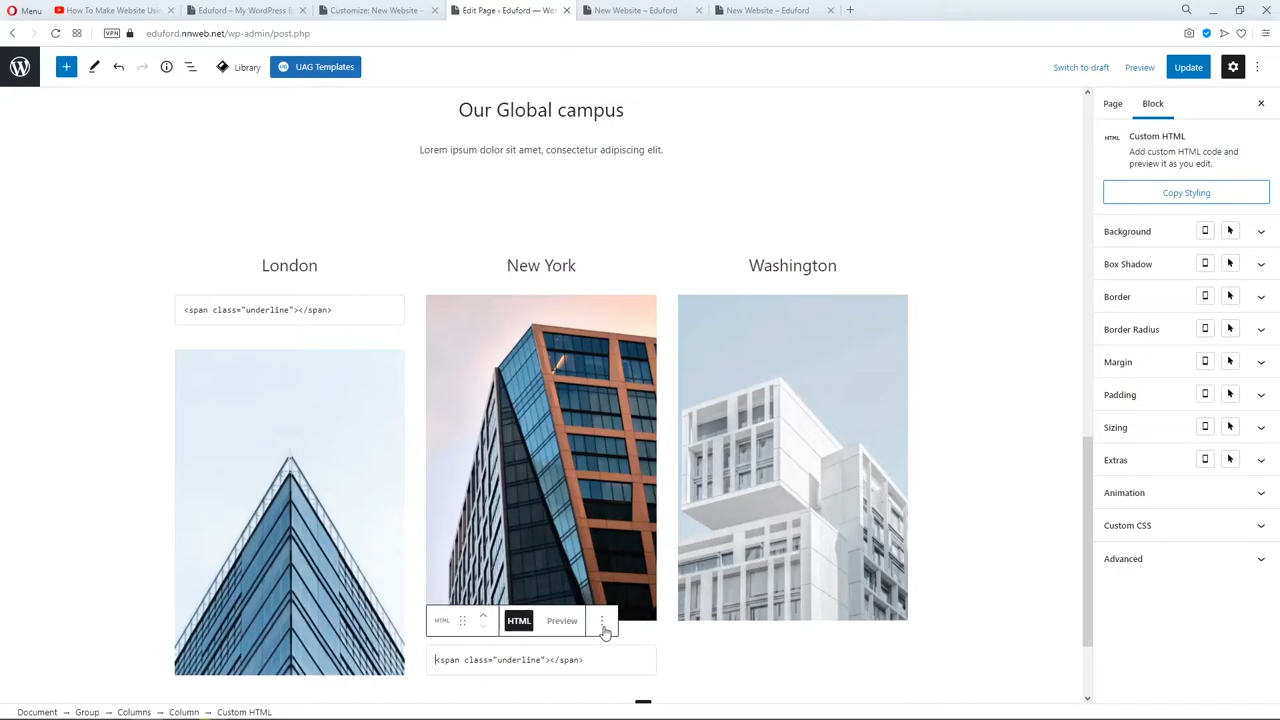 Menu
How To Make Website Usin
Eduford – My WordPress B
Customize: New Website -
Edit Page ‹ Eduford — Wor
New Website – Eduford
New Website – Eduford
VPN
eduford.nnweb.net/wp-admin/post.php
Library
UAG Templates
Switch to draft
Preview
Update
Our Global campus
Lorem ipsum dolor sit amet, consectetur adipiscing elit.
London
New York
Washington
<span class="underline"></span>
HTML
HTML
Preview
<span class="underline"></span>
Page
Block
HTML
Custom HTML
Add custom HTML code and
preview it as you edit.
Copy Styling
Background
Box Shadow
Border
Border Radius
Margin
Padding
Sizing
Extras
Animation
Custom CSS
Advanced
Document → Group → Columns → Column → Custom HTML